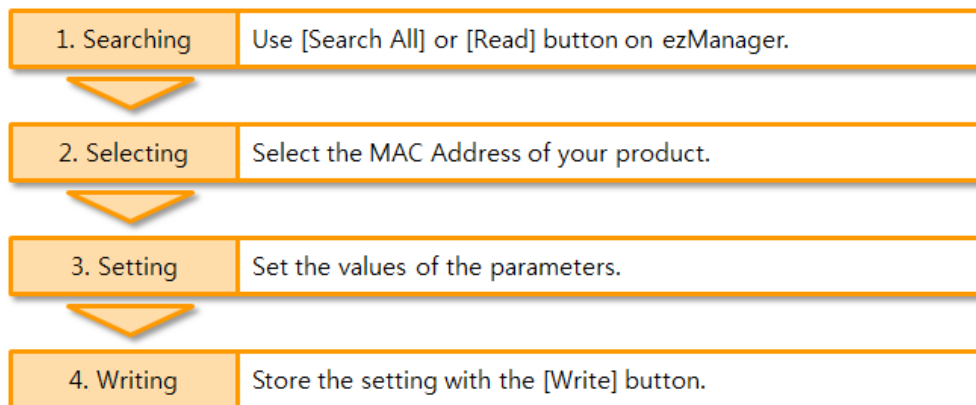 1. Searching Use [Search All] or [Read] button on ezManager.
2. Selecting Select the MAC Address of your product.
3. Setting Set the values of the parameters.
4. Writing Store the setting with the [Write] button.